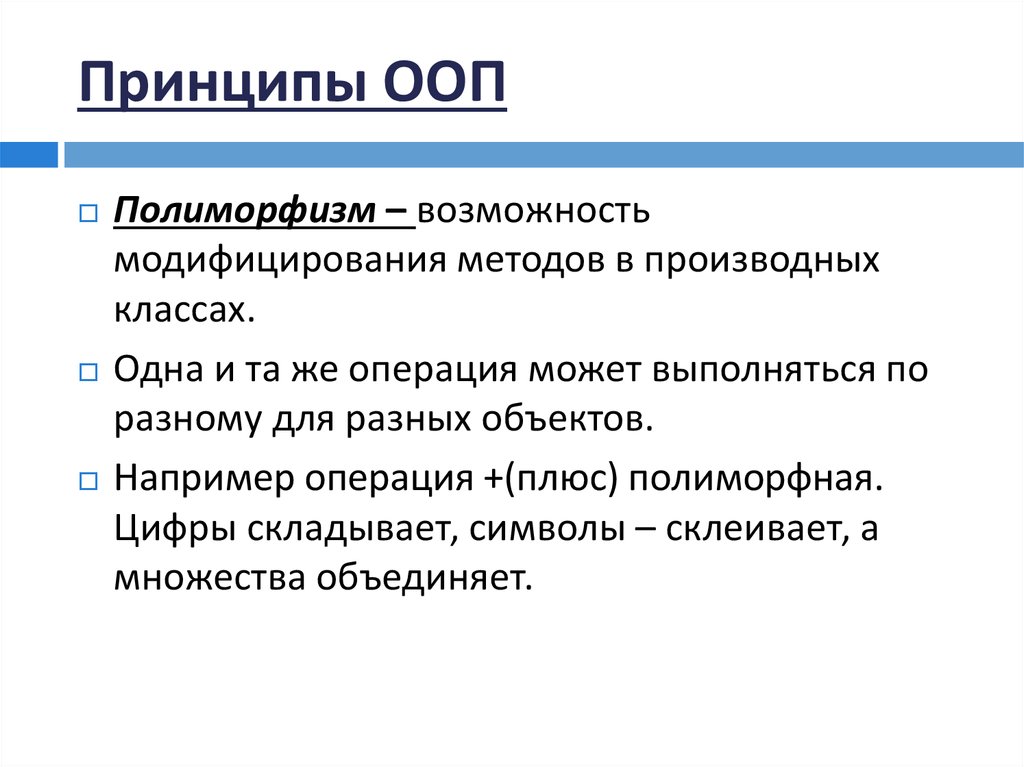 Принципы ООП
Полиморфизм – возможность
модифицирования методов в производных
классах.
Одна и та же операция может выполняться по
разному для разных объектов.
Например операция +(плюс) полиморфная.
Цифры складывает, символы – склеивает, а
множества объединяет.